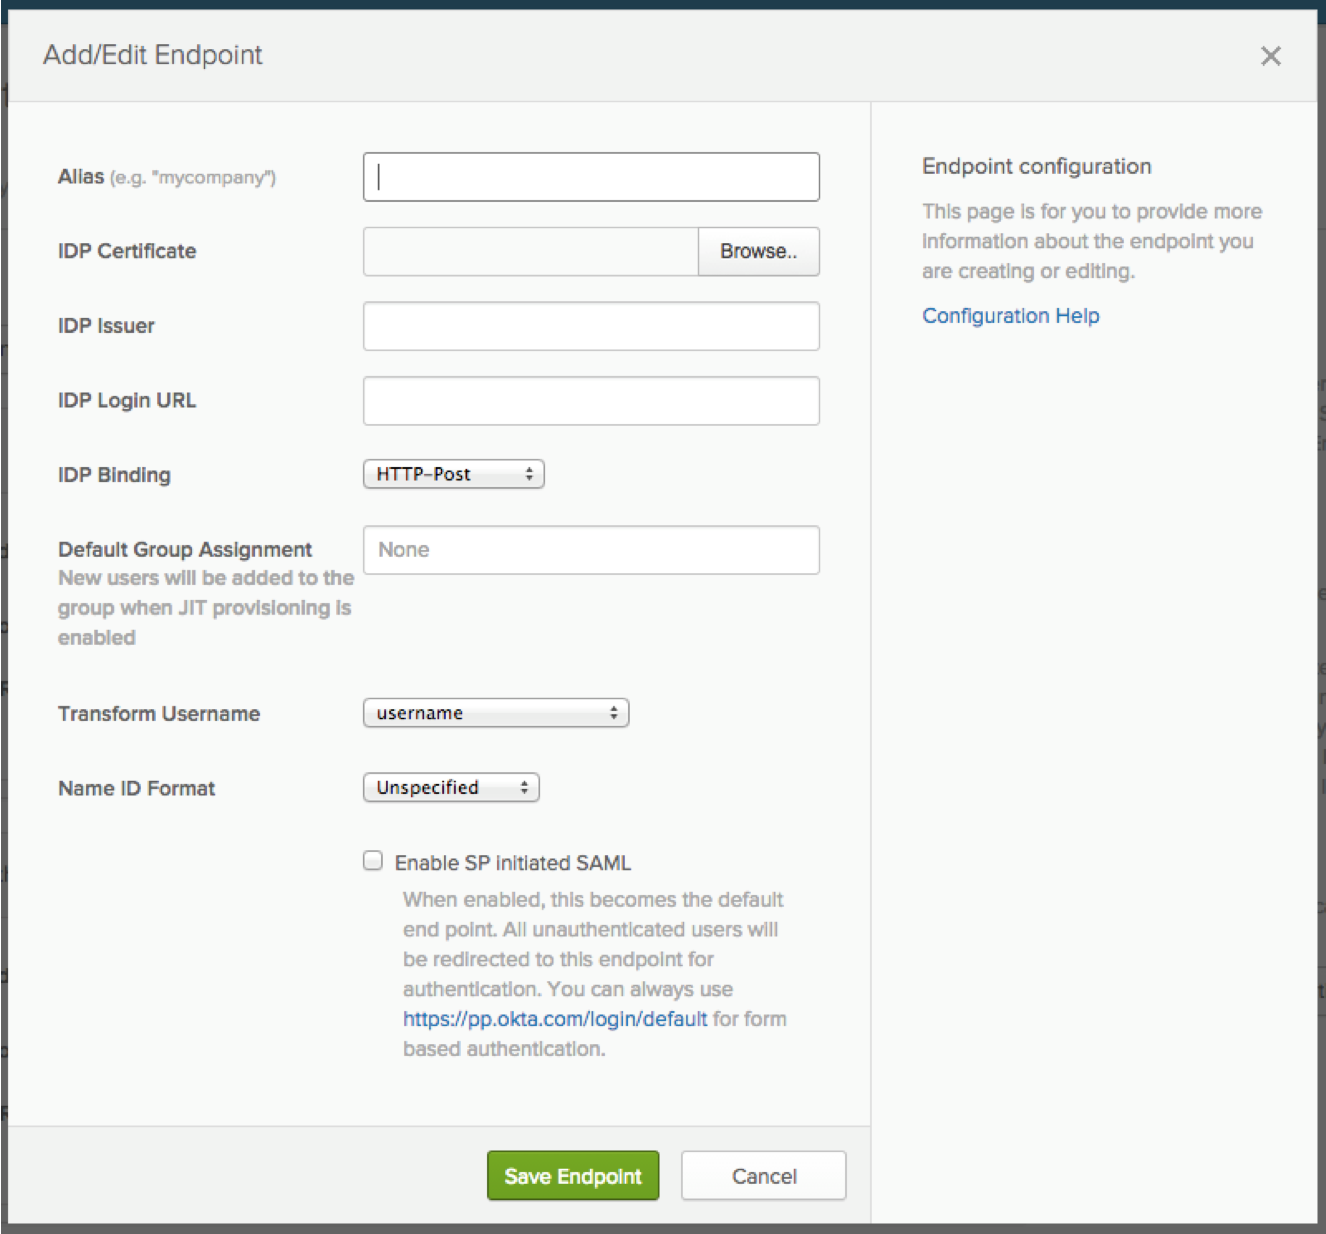 Add/Edit Endpoint
Alias (e.g. "mycompany")
IDP Certificate
Browse..
IDP Issuer
IDP Login URL
IDP Binding
HTTP-Post
Default Group Assignment
None
New users will be added to the
group when JIT provisioning is
enabled
Transform Username
username
Name ID Format
Unspecified
Enable SP initiated SAML
When enabled, this becomes the default
end point. All unauthenticated users will
be redirected to this endpoint for
authentication. You can always use
https://pp.okta.com/login/default for form
based authentication.
Save Endpoint
Cancel
Endpoint configuration
This page is for you to provide more
information about the endpoint you
are creating or editing.
Configuration Help